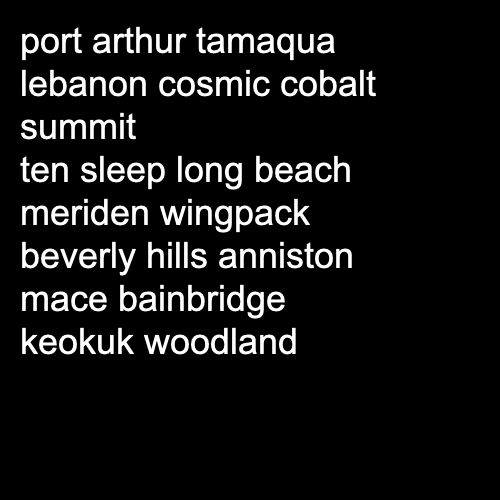 port arthur tamaqua
lebanon cosmic cobalt
summit
ten sleep long beach
meriden wingpack
beverly hills anniston
mace bainbridge
keokuk woodland